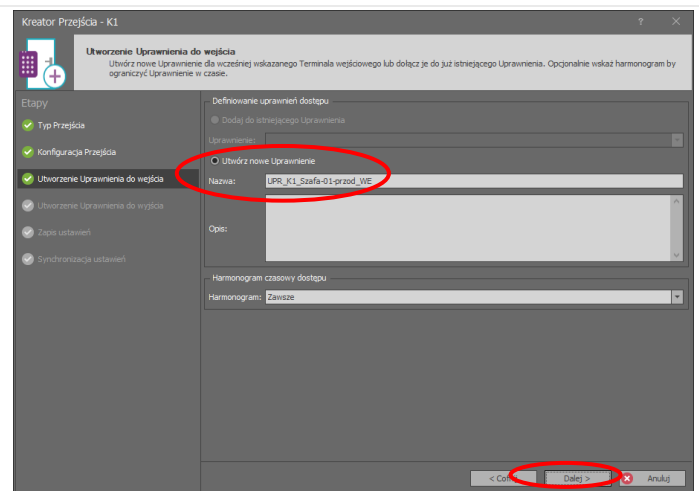 Kreator Przejścia - K1
Utworzenie Uprawnienia do wejścia
Utwórz nowe Uprawnienie dla wcześniej wskazanego Terminala wejściowego lub dołącz je do już istniejącego Uprawnienia. Opcjonalnie wskaż harmonogram by
ograniczyć Uprawnienie w czasie.
Etapy
Typ Przejścia
Konfiguracja Przejścia
Utworzenie Uprawnienia do wejścia
Utworzenie Uprawnienia do wyjścia
Zapis ustawień
Synchronizacja ustawień
Definiowanie uprawnień dostępu
Dodaj do istniejącego Uprawnienia
Uprawnienie:
Utwórz nowe Uprawnienie
Nazwa: UPR_K1_Szafa-01-przod_WE
Opis:
Harmonogram czasowy dostępu
Harmonogram: Zawsze
Dalej > Anuluj